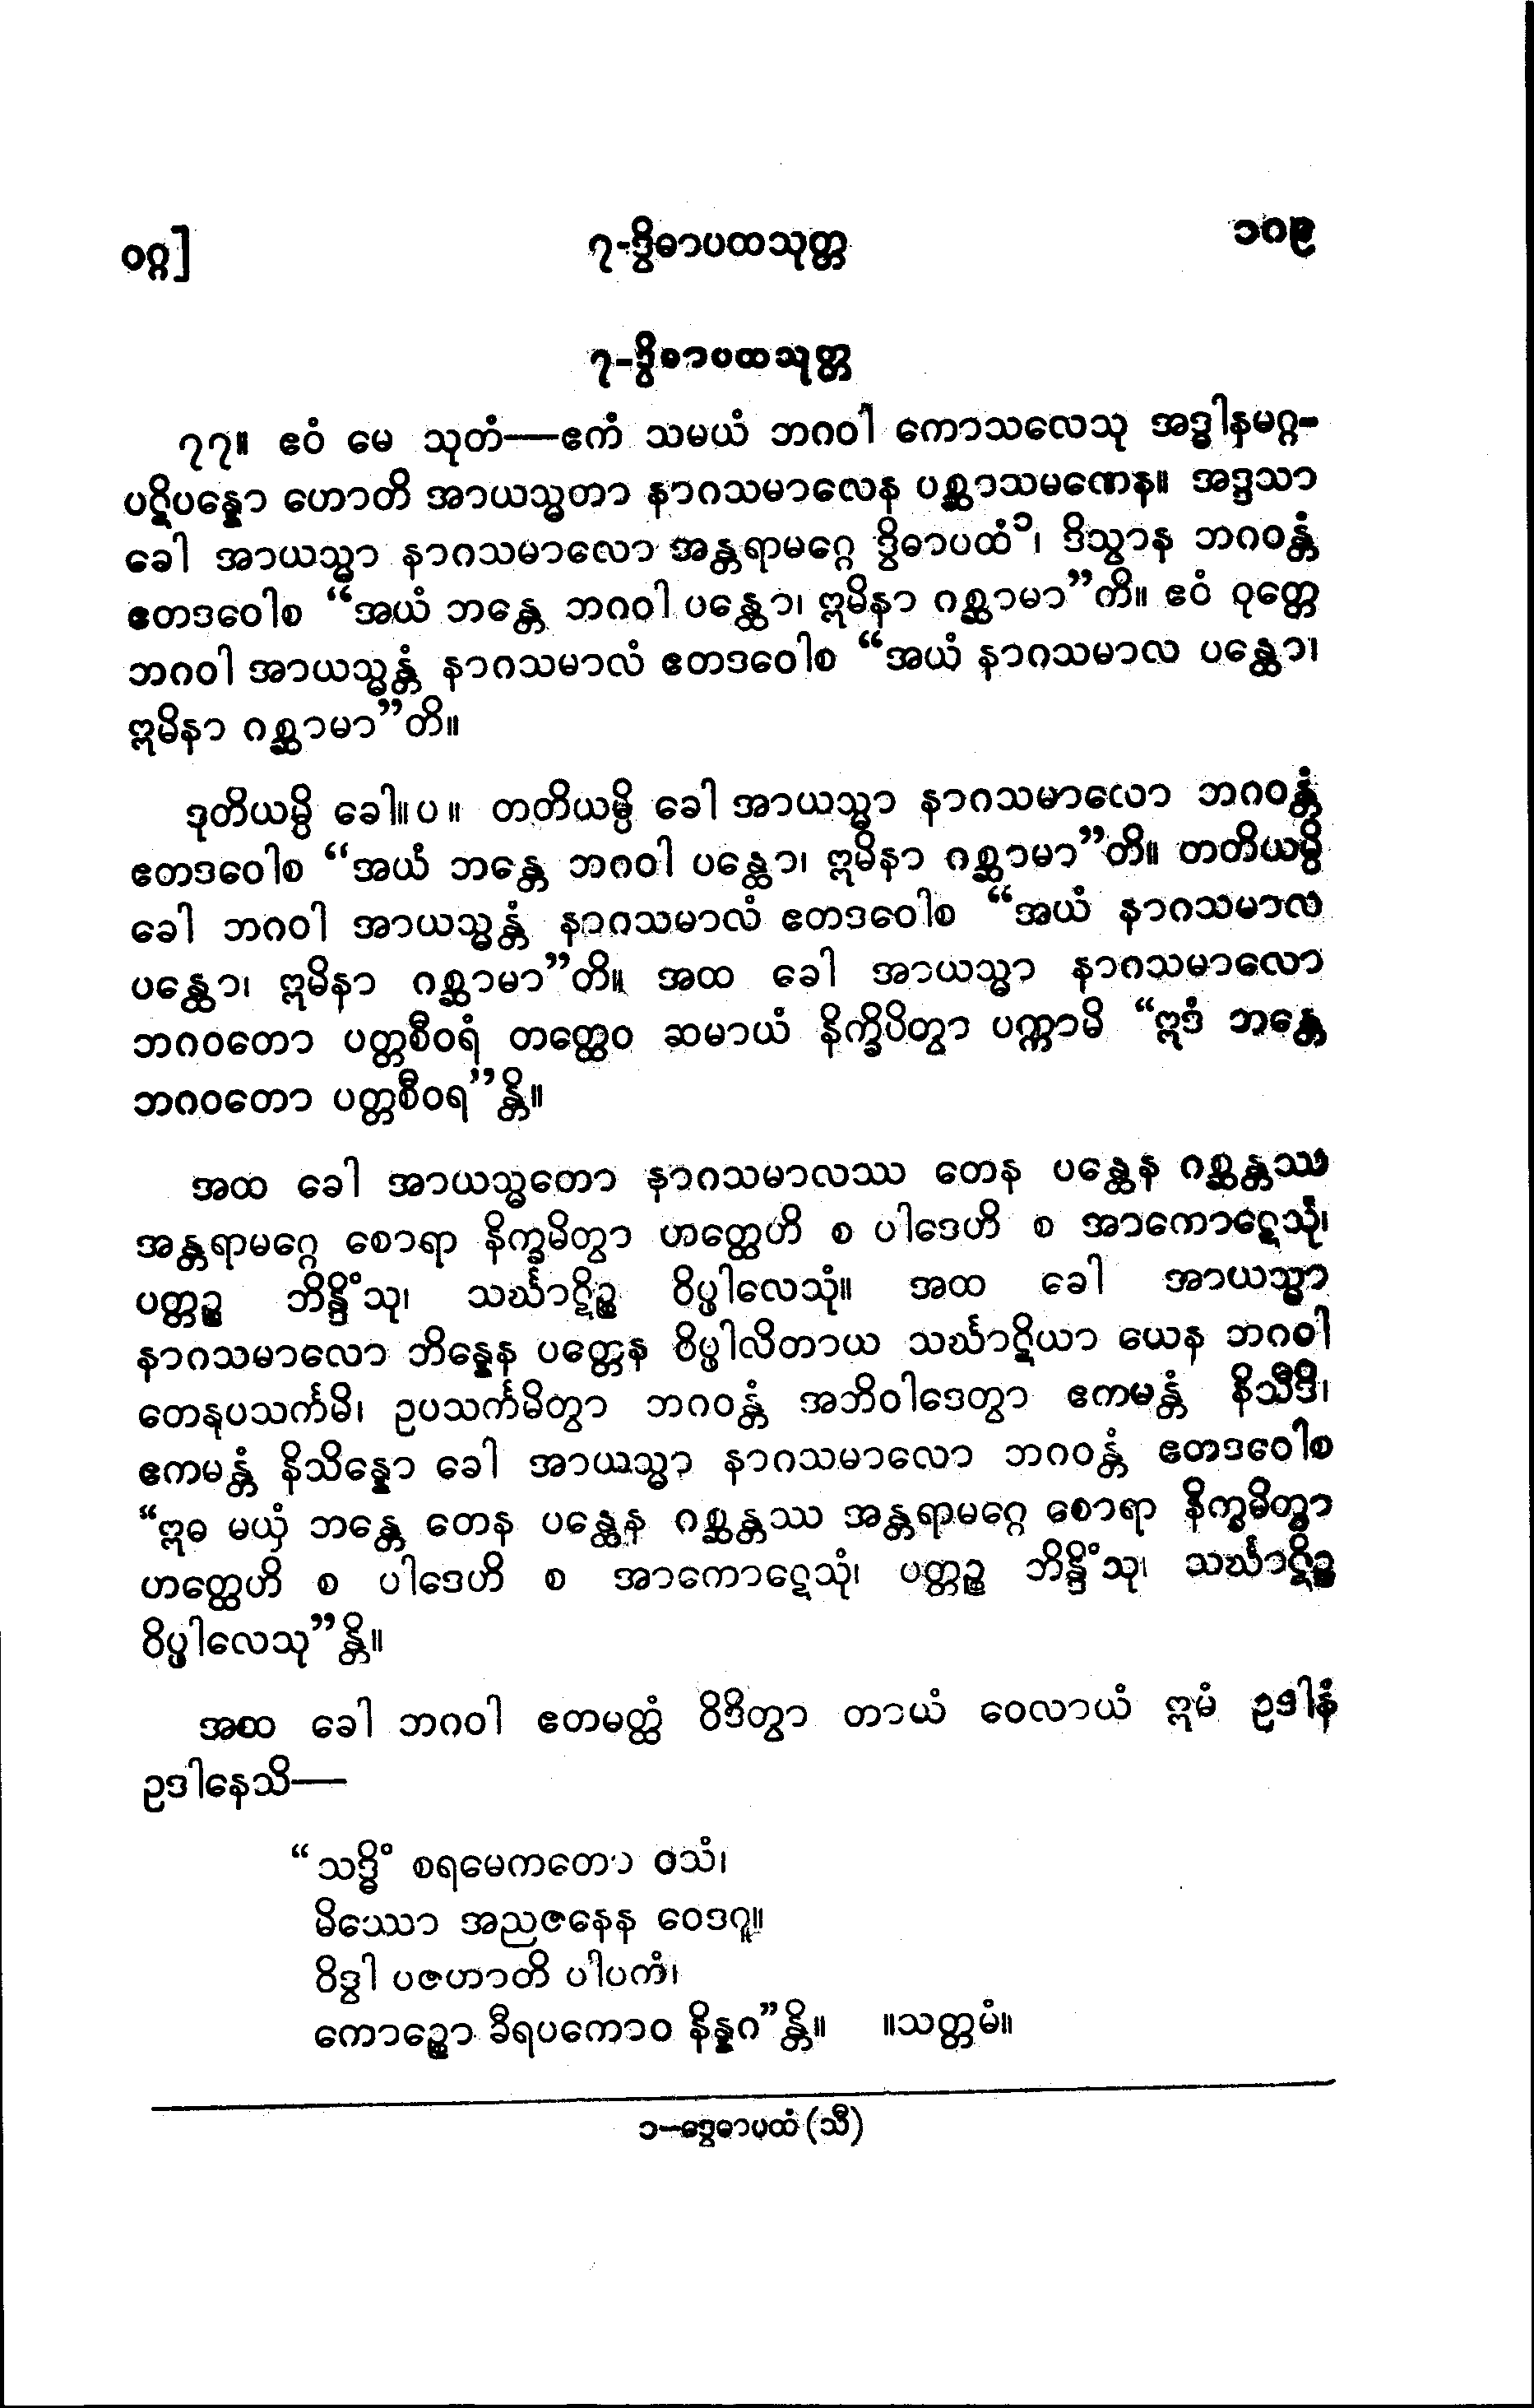 ဝဂ္ဂ]
၇-ဒွိဓာပထသုတ္တ
၁၀၉
၇-ဒွိဓာပထသုတ္တ
၇၇။ ဧဝံ မေ သုတံ—ဧကံ သမယံ ဘဂဝါ ကောသလေသု အဒ္ဓါနမဂ္ဂ-
ပဋိပန္နော ဟောတိ အာယသ္မတာ နာဂသမာလေန ပစ္ဆာသမဏေန။ အဒ္ဒသာ
ခေါ အာယသ္မာ နာဂသမာလော အန္တရာမဂ္ဂေ ဒွိဓာပထံ၁၊ ဒိသွာန ဘဂဝန္တံ
ဧတဒဝေါစ “အယံ ဘန္တေ ဘဂဝါ ပန္ထော၊ ဣမိနာ ဂစ္ဆာမာ”ကိ။ ဧဝံ ဝုတ္တေ
ဘဂဝါ အာယသ္မန္တံ နာဂသမာလံ ဧတဒဝေါစ “အယံ နာဂသမာလ ပန္ထော၊
ဣမိနာ ဂစ္ဆာမာ”တိ။
ဒုတိယမ္ပိ ခေါ။ပ။ တတိယမ္ပိ ခေါ အာယသ္မာ နာဂသမာလော ဘဂဝန္တံ
ဧတဒဝေါစ “အယံ ဘန္တေ ဘဂဝါ ပန္ထော၊ ဣမိနာ ဂစ္ဆာမာ”တိ။ တတိယမ္ပိ
ခေါ ဘဂဝါ အာယသ္မန္တံ နာဂသမာလံ ဧတဒဝေါစ “အယံ နာဂသမာလ
ပန္ထော၊ ဣမိနာ ဂစ္ဆာမာ”တိ။ အထ ခေါ အာယသ္မာ နာဂသမာလော
ဘဂဝတော ပတ္တစီဝရံ တတ္ထေဝ ဆမာယံ နိက္ခိပိတွာ ပက္ကာမိ “ဣဒံ ဘန္တေ
ဘဂဝတော ပတ္တစီဝရ”န္တိ။
အထ ခေါ အာယသ္မတော နာဂသမာလဿ တေန ပန္ထေန ဂစ္ဆန္တဿ
အန္တရာမဂ္ဂေ စောရာ နိက္ခမိတွာ ဟတ္ထေဟိ စ ပါဒေဟိ စ အာကောဋေသုံ၊
ပတ္တဉ္စ ဘိန္ဒိံသု၊ သင်္ဃာဋိဉ္စ ဝိပ္ဖါလေသုံ။ အထ ခေါ အာယသ္မာ
နာဂသမာလော ဘိန္နေန ပတ္တေန ဝိပ္ဖါလိတာယ သင်္ဃာဋိယာ ယေန ဘဂဝါ
တေနုပသင်္ကမိ၊ ဥပသင်္ကမိတွာ ဘဂဝန္တံ အဘိဝါဒေတွာ ဧကမန္တံ နိသီဒိ၊
ဧကမန္တံ နိသိန္နော ခေါ အာယသ္မာ နာဂသမာလော ဘဂဝန္တံ ဧတဒဝေါစ
“ဣဓ မယှံ ဘန္တေ တေန ပန္ထေန ဂစ္ဆန္တဿ အန္တရာမဂ္ဂေ စောရာ နိက္ခမိတွာ
ဟတ္ထေဟိ စ ပါဒေဟိ စ အာကောဋေသုံ၊ ပတ္တဉ္စ ဘိန္ဒိံသု၊ သင်္ဃာဋိဉ္စ
ဝိပ္ဖါလေသု”န္တိ။
အထ ခေါ ဘဂဝါ ဧတမတ္ထံ ဝိဒိတွာ တာယံ ဝေလာယံ ဣမံ ဥဒါနံ
ဥဒါနေသိ—
“သဒ္ဓိံ စရမေကတော ဝသံ၊
မိဿော အညဇနေန ဝေဒဂူ။
ဝိဒွါ ပဇဟာတိ ပါပကံ၊
ကောဉ္စော ခီရပကောဝ နိန္နဂ”န္တိ။ ။သတ္တမံ။
၁—ဒွေဓာပထံ (သီ)